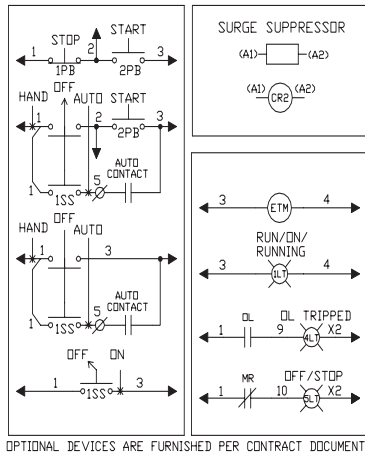 STOP
START
1
2
3
1PB
2PB
OFF
HAND
AUTO
START
1
2
3
2PB
5
AUTO
CONTACT
1
1SS
OFF
HAND
AUTO
1
3
5
AUTO
CONTACT
1
1SS
OFF
ON
1
3
1SS
SURGE SUPPRESSOR
(A1)
(A2)
(A1)
CR2
(A2)
3
ETM
4
RUN/ON/
RUNNING
3
1LT
4
OL
OL TRIPPED
1
9
4LT
X2
MR
OFF/STOP
1
10
5LT
X2
OPTIONAL DEVICES ARE FURNISHED PER CONTRACT DOCUMENT